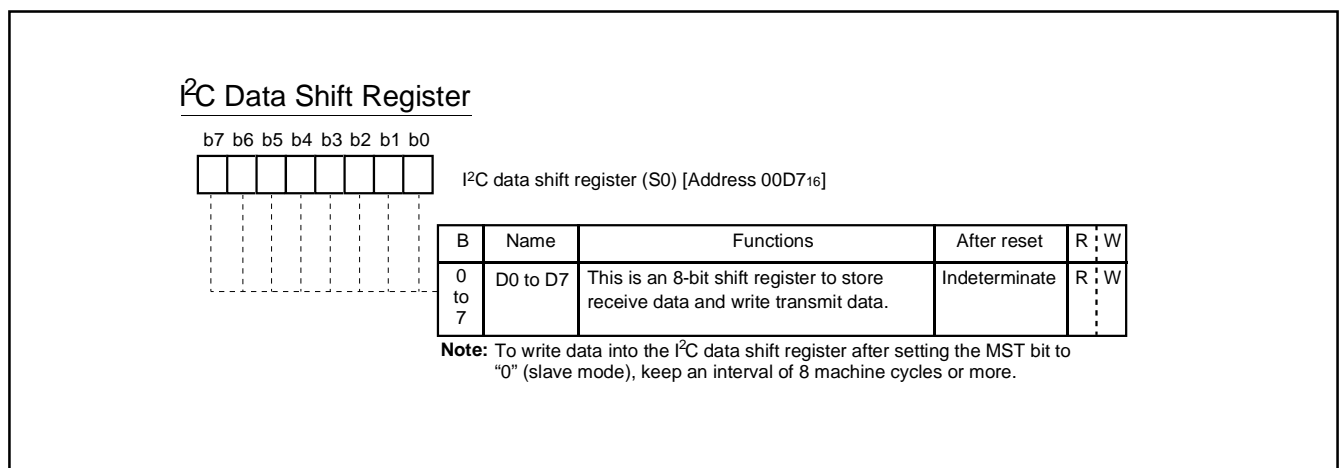 I²C Data Shift Register
b7 b6 b5 b4 b3 b2 b1 b0
I²C data shift register (S0) [Address 00D7₁₆]
B Name Functions After reset R W
0 to 7 D0 to D7 This is an 8-bit shift register to store Indeterminate R W
receive data and write transmit data.
Note: To write data into the I²C data shift register after setting the MST bit to
“0” (slave mode), keep an interval of 8 machine cycles or more.